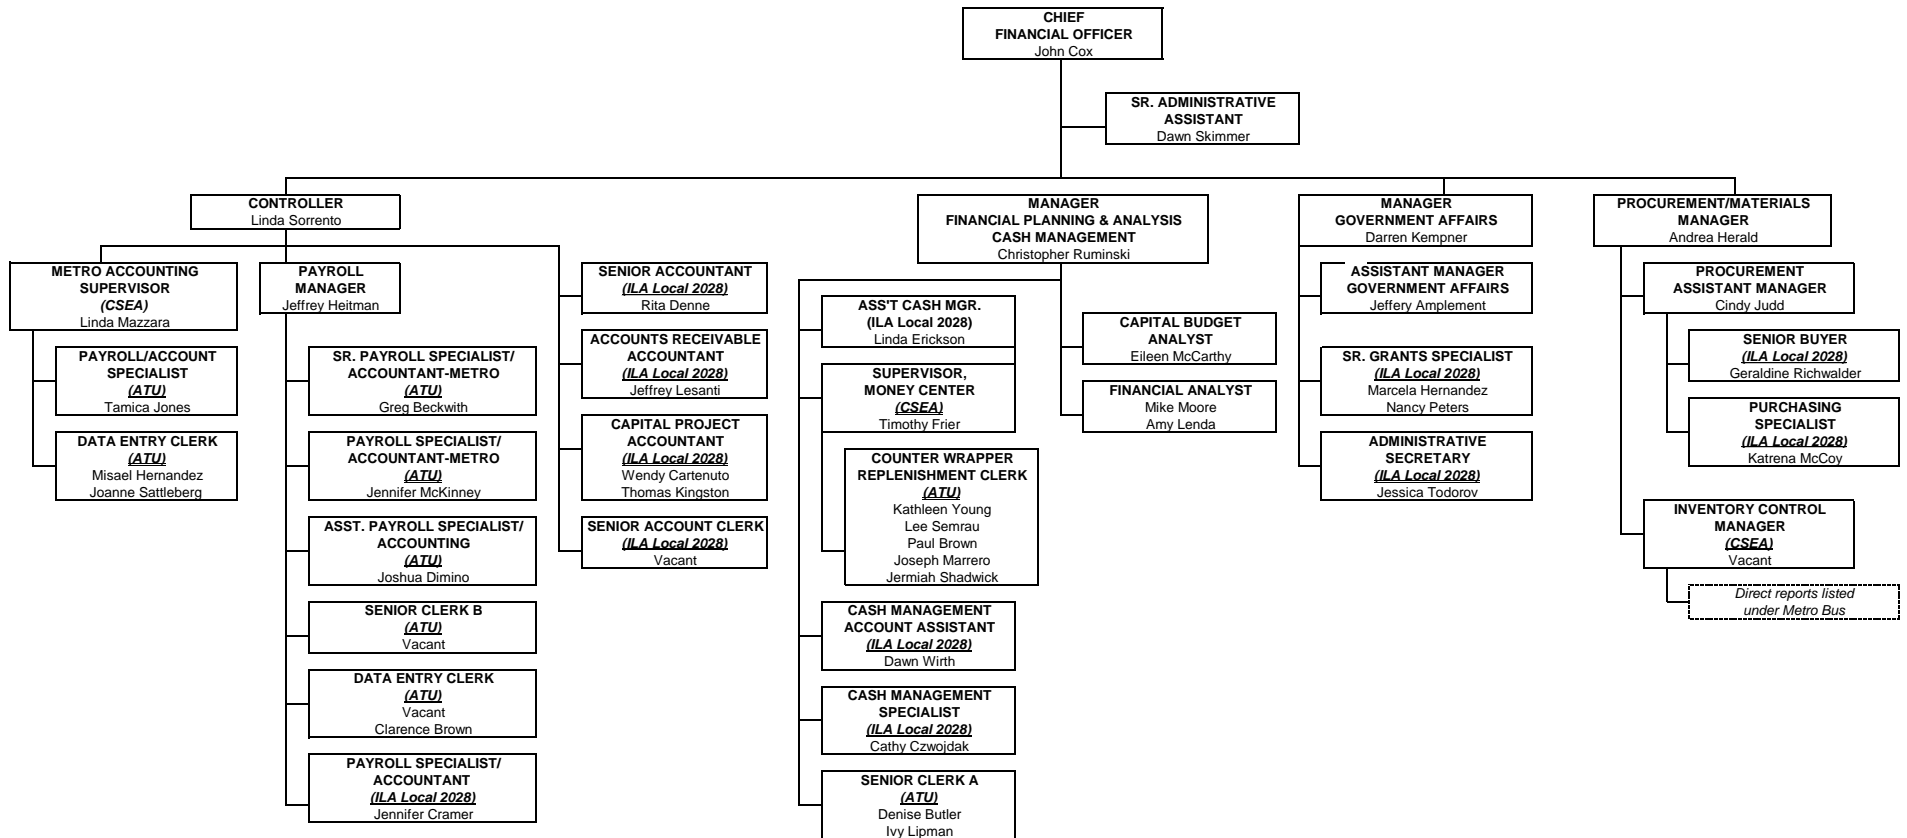 CHIEF
FINANCIAL OFFICER
John Cox
SR. ADMINISTRATIVE
ASSISTANT
Dawn Skimmer
CONTROLLER
Linda Sorrento
METRO ACCOUNTING
SUPERVISOR
(CSEA)
Linda Mazzara
PAYROLL/ACCOUNT
SPECIALIST
(ATU)
Tamica Jones
DATA ENTRY CLERK
(ATU)
Misael Hernandez
Joanne Sattleberg
PAYROLL
MANAGER
Jeffrey Heitman
SR. PAYROLL SPECIALIST/
ACCOUNTANT-METRO
(ATU)
Greg Beckwith
PAYROLL SPECIALIST/
ACCOUNTANT-METRO
(ATU)
Jennifer McKinney
ASST. PAYROLL SPECIALIST/
ACCOUNTING
(ATU)
Joshua Dimino
SENIOR CLERK B
(ATU)
Vacant
DATA ENTRY CLERK
(ATU)
Vacant
Clarence Brown
PAYROLL SPECIALIST/
ACCOUNTANT
(ILA Local 2028)
Jennifer Cramer
SENIOR ACCOUNTANT
(ILA Local 2028)
Rita Denne
ACCOUNTS RECEIVABLE
ACCOUNTANT
(ILA Local 2028)
Jeffrey Lesanti
CAPITAL PROJECT
ACCOUNTANT
(ILA Local 2028)
Wendy Cartenuto
Thomas Kingston
SENIOR ACCOUNT CLERK
(ILA Local 2028)
Vacant
MANAGER
FINANCIAL PLANNING & ANALYSIS
CASH MANAGEMENT
Christopher Ruminski
ASS'T CASH MGR.
(ILA Local 2028)
Linda Erickson
SUPERVISOR,
MONEY CENTER
(CSEA)
Timothy Frier
COUNTER WRAPPER
REPLENISHMENT CLERK
(ATU)
Kathleen Young
Lee Semrau
Paul Brown
Joseph Marrero
Jermiah Shadwick
CASH MANAGEMENT
ACCOUNT ASSISTANT
(ILA Local 2028)
Dawn Wirth
CASH MANAGEMENT
SPECIALIST
(ILA Local 2028)
Cathy Czwojdak
SENIOR CLERK A
(ATU)
Denise Butler
Ivy Lipman
CAPITAL BUDGET
ANALYST
Eileen McCarthy
FINANCIAL ANALYST
Mike Moore
Amy Lenda
MANAGER
GOVERNMENT AFFAIRS
Darren Kempner
ASSISTANT MANAGER
GOVERNMENT AFFAIRS
Jeffery Amplement
SR. GRANTS SPECIALIST
(ILA Local 2028)
Marcela Hernandez
Nancy Peters
ADMINISTRATIVE
SECRETARY
(ILA Local 2028)
Jessica Todorov
PROCUREMENT/MATERIALS
MANAGER
Andrea Herald
PROCUREMENT
ASSISTANT MANAGER
Cindy Judd
SENIOR BUYER
(ILA Local 2028)
Geraldine Richwalder
PURCHASING
SPECIALIST
(ILA Local 2028)
Katrena McCoy
INVENTORY CONTROL
MANAGER
(CSEA)
Vacant
Direct reports listed
under Metro Bus